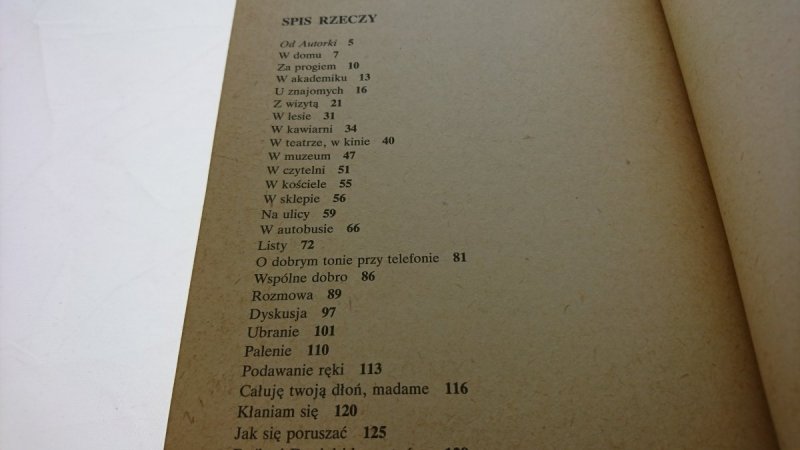 SPIS RZECZY
Od Autorki 5
W domu 7
Za progiem 10
W akademiku 13
U znajomych 16
Z wizytą 21
W lesie 31
W kawiarni 34
W teatrze, w kinie 40
W muzeum 47
W czytelni 51
W kościele 55
W sklepie 56
Na ulicy 59
W autobusie 66
Listy 72
O dobrym tonie przy telefonie 81
Wspólne dobro 86
Rozmowa 89
Dyskusja 97
Ubranie 101
Palenie 110
Podawanie ręki 113
Całuję twoją dłoń, madame 116
Kłaniam się 120
Jak się poruszać 125